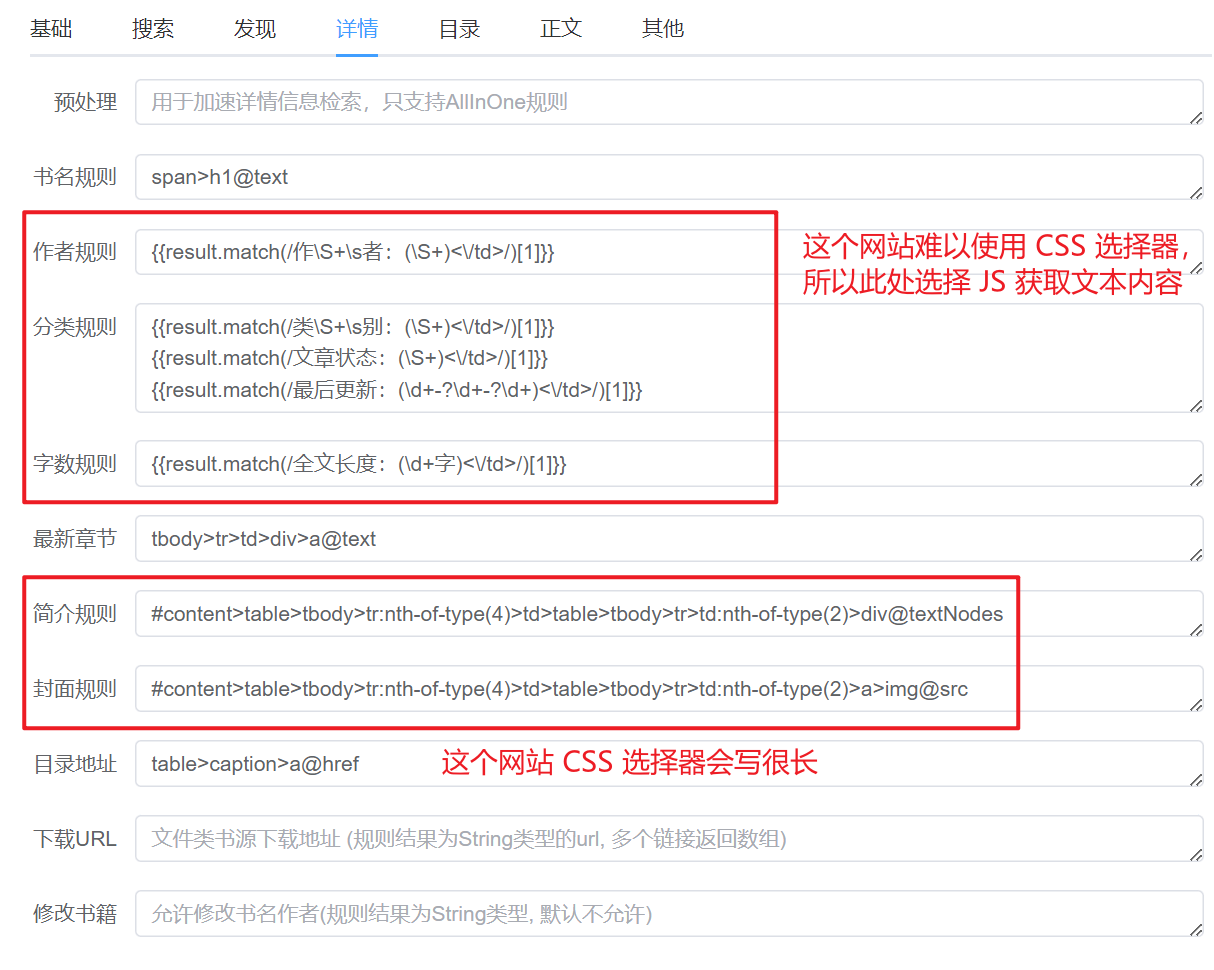 基础 搜索 发现 详情 目录 正文 其他
预处理 用于加速详情信息检索，只支持AllInOne规则
书名规则 span>h1@text
作者规则 {{result.match(/作\S+\s者：(\S+)<\/td>/)[1]}}
这个网站难以使用 CSS 选择器，
所以此处选择 JS 获取文本内容
分类规则 {{result.match(/类\S+\s别：(\S+)<\/td>/)[1]}}
{{result.match(/文章状态：(\S+)<\/td>/)[1]}}
{{result.match(/最后更新：(\d+-?\d+-?\d+)<\/td>/)[1]}}
字数规则 {{result.match(/全文长度：(\d+字)<\/td>/)[1]}}
最新章节 tbody>tr>td>div>a@text
简介规则 #content>table>tbody>tr:nth-of-type(4)>td>table>tbody>tr>td:nth-of-type(2)>div@textNodes
封面规则 #content>table>tbody>tr:nth-of-type(4)>td>table>tbody>tr>td:nth-of-type(2)>a>img@src
目录地址 table>caption>a@href 这个网站 CSS 选择器会写很长
下载URL 文件类书源下载地址 (规则结果为String类型的url, 多个链接返回数组)
修改书籍 允许修改书名作者(规则结果为String类型, 默认不允许)